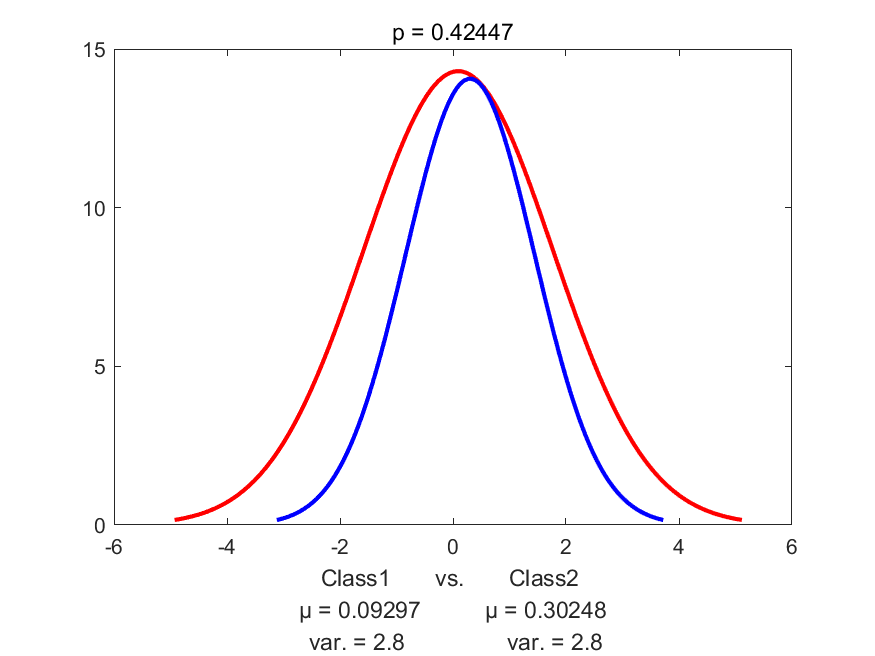 p = 0.42447
15
10
5
0
-6 -4 -2 0 2 4 6
Class1 vs. Class2
μ = 0.09297 μ = 0.30248
var. = 2.8 var. = 2.8